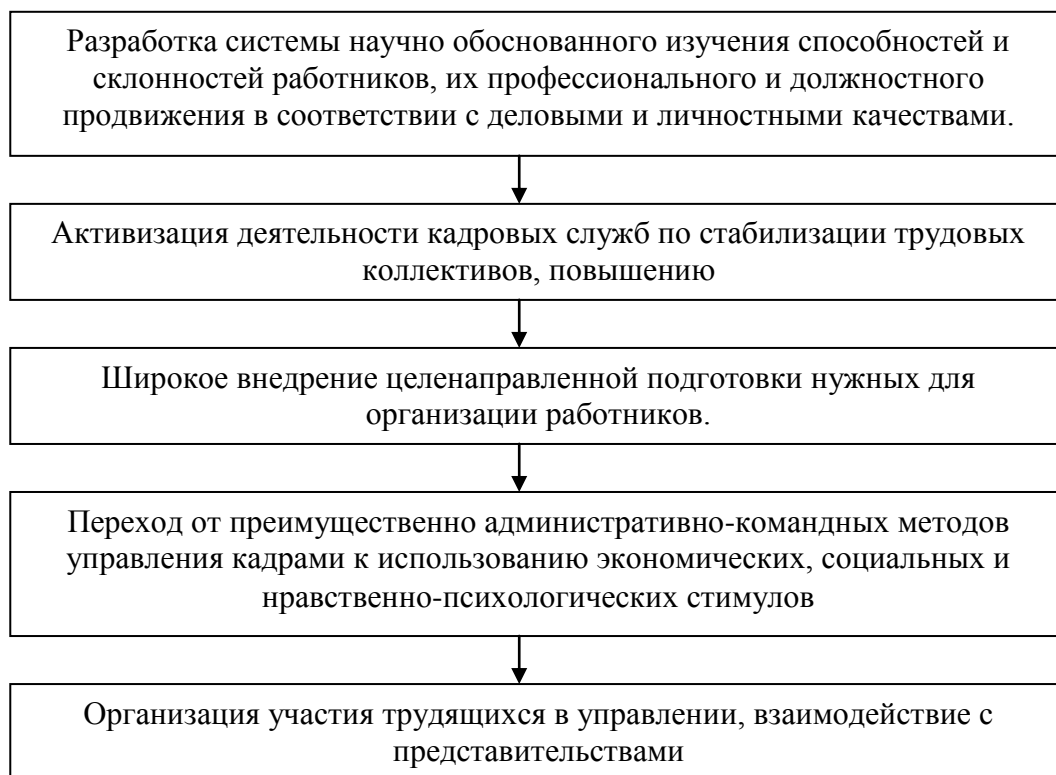 Разработка системы научно обоснованного изучения способностей и
склонностей работников, их профессионального и должностного
продвижения в соответствии с деловыми и личностными качествами.
Активизация деятельности кадровых служб по стабилизации трудовых
коллективов, повышению
Широкое внедрение целенаправленной подготовки нужных для
организации работников.
Переход от преимущественно административно-командных методов
управления кадрами к использованию экономических, социальных и
нравственно-психологических стимулов
Организация участия трудящихся в управлении, взаимодействие с
представительствами